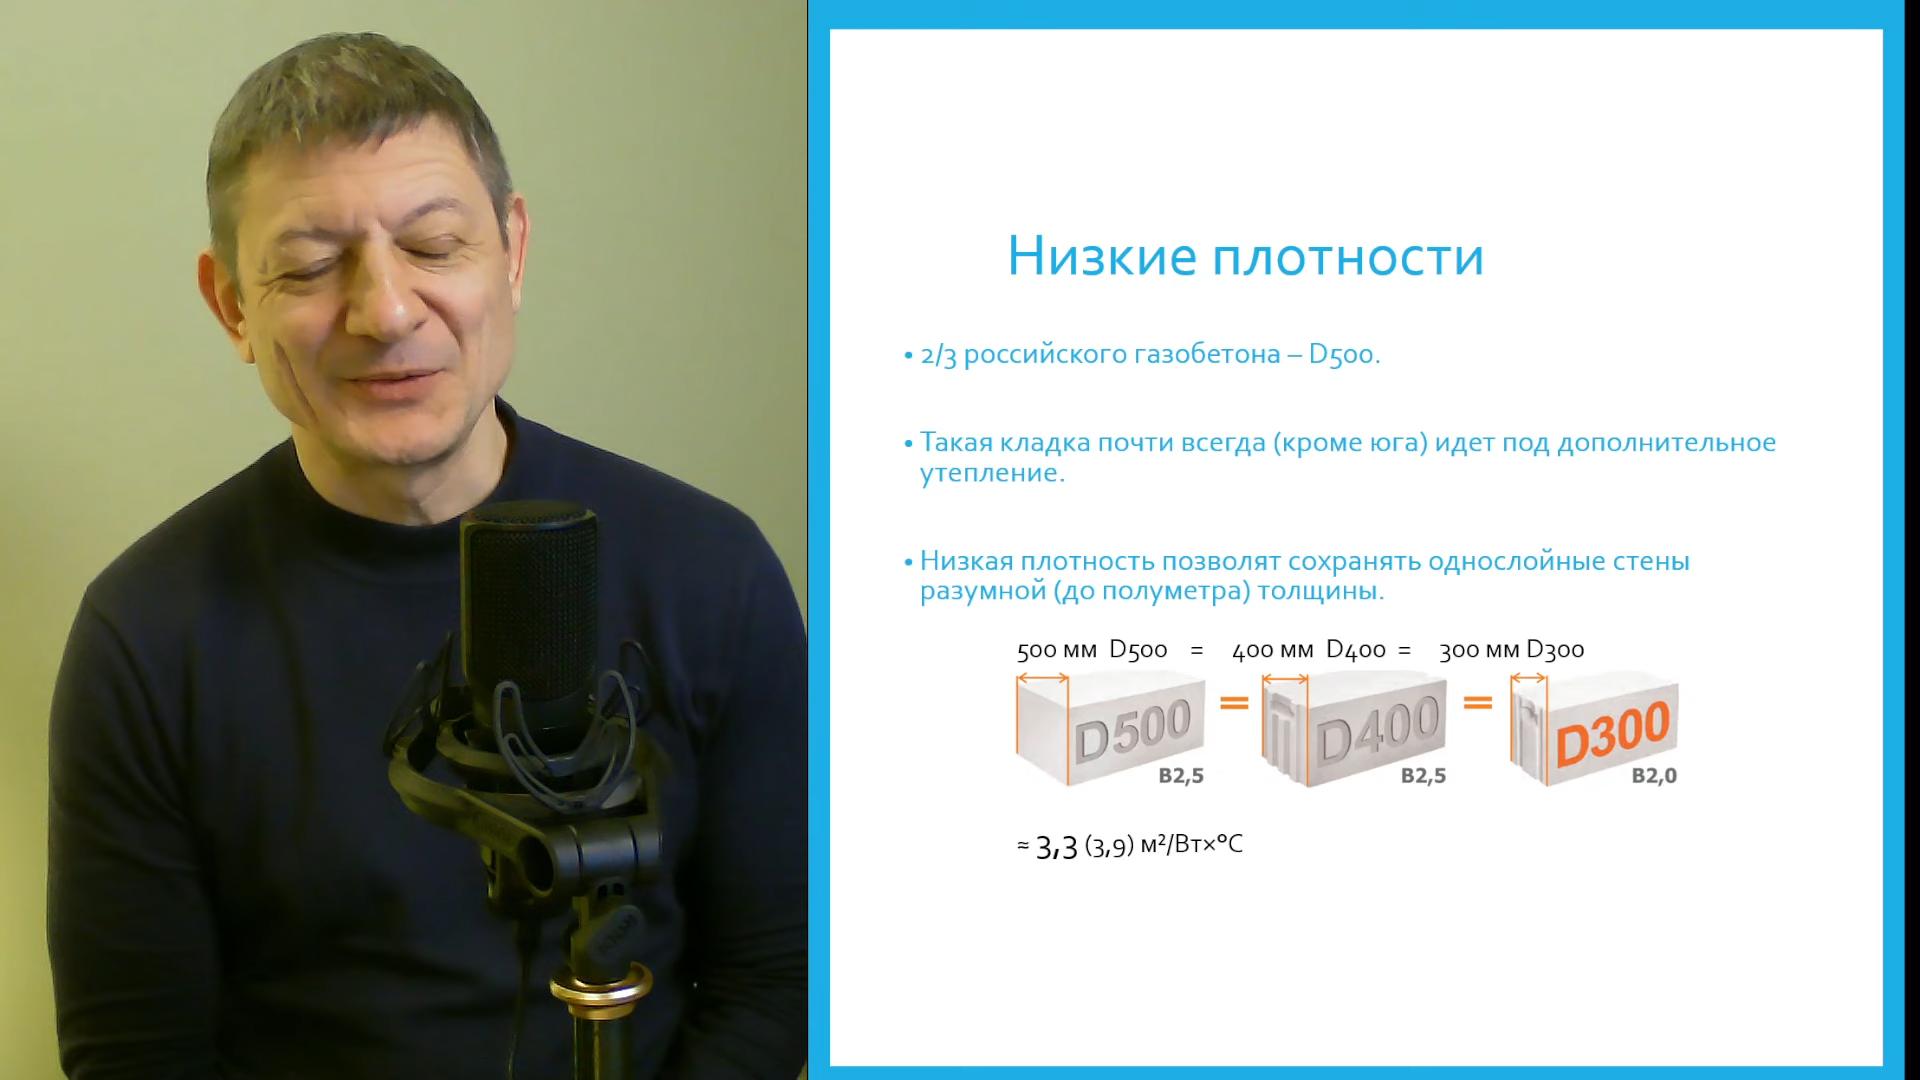 Низкие плотности
• 2/3 российского газобетона – D500.
• Такая кладка почти всегда (кроме юга) идет под дополнительное
утепление.
• Низкая плотность позволят сохранять однослойные стены
разумной (до полуметра) толщины.
500 мм D500 = 400 мм D400 = 300 мм D300
D500 = D400 = D300
B2,5 B2,5 B2,0
≈ 3,3 (3,9) м²/Вт×°С